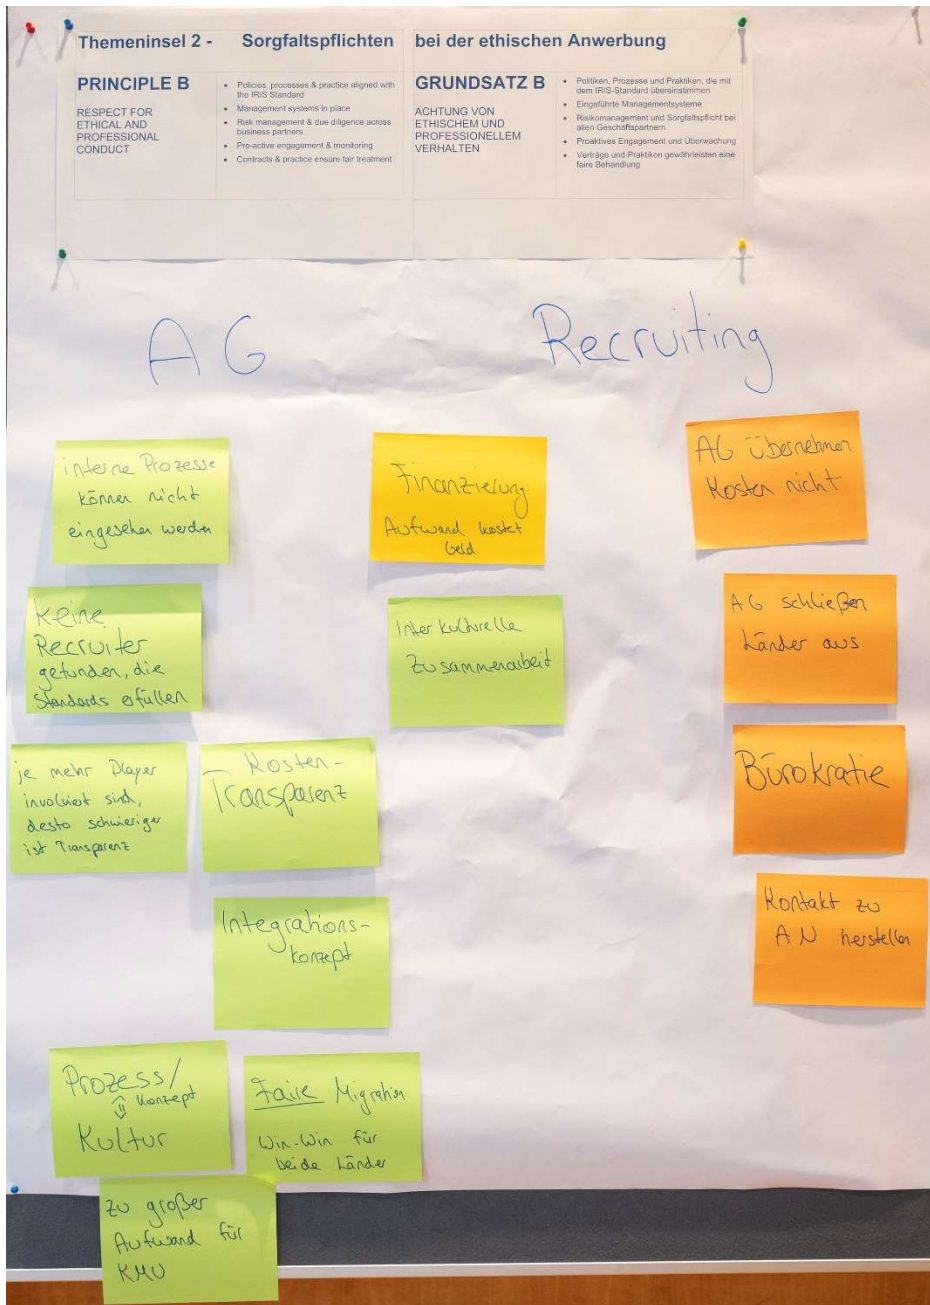 Themeninsel 2 - Sorgfaltspflichten bei der ethischen Anwerbung
PRINCIPLE B
RESPECT FOR
ETHICAL AND
PROFESSIONAL
CONDUCT
• Policies, processes & practice aligned with
the IRIS Standard
• Management systems in place
• Risk management & due diligence across
business partners
• Pro-active engagement & monitoring
• Contracts & practice ensure fair treatment
GRUNDSATZ B
ACHTUNG VON
ETHISCHEM UND
PROFESSIONELLEM
VERHALTEN
• Politiken, Prozesse und Praktiken, die mit
dem IRIS-Standard übereinstimmen
• Eingeführte Managementsysteme
• Risikomanagement und Sorgfaltspflicht bei
allen Geschäftspartnern
• Proaktives Engagement und Überwachung
• Verträge und Praktiken gewährleisten eine
faire Behandlung
AG
Recruiting
interne Prozesse
können nicht
eingesehen werden
Keine
Recruiter
gefunden, die
Standards erfüllen
je mehr Player
involviert sind,
desto schwieriger
ist Transparenz
Kosten-
Transparenz
Integrations-
konzept
Prozess/
⇕ Konzept
Kultur
Faire Migration
Win-Win für
beide Länder
zu großer
Aufwand für
KMU
Finanzierung
Aufwand kostet
Geld
Interkulturelle
Zusammenarbeit
AG übernehmen
Kosten nicht
AG schließen
Länder aus
Bürokratie
Kontakt zu
AN herstellen